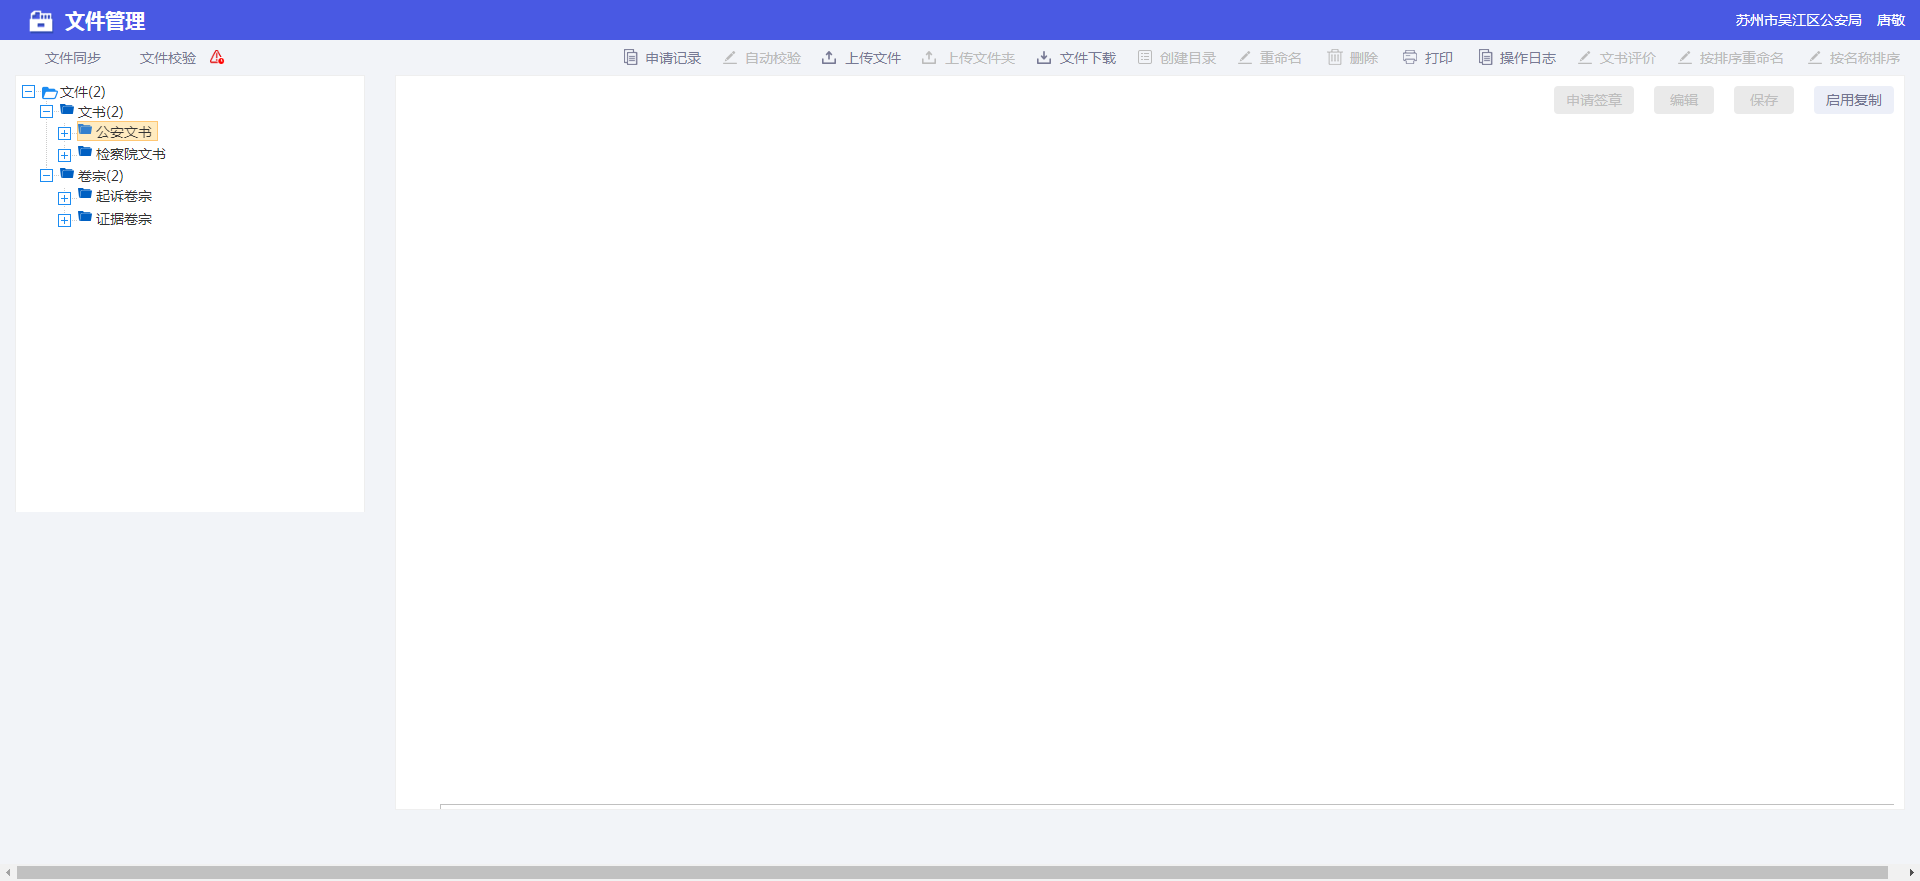 文件管理
苏州市吴江区公安局 唐敬
文件同步 文件校验 申请记录 自动校验 上传文件 上传文件夹 文件下载 创建目录 重命名 删除 打印 操作日志 文书评价 按排序重命名 按名称排序
申请签章 编辑 保存 启用复制
文件(2)
文书(2)
公安文书
检察院文书
卷宗(2)
起诉卷宗
证据卷宗